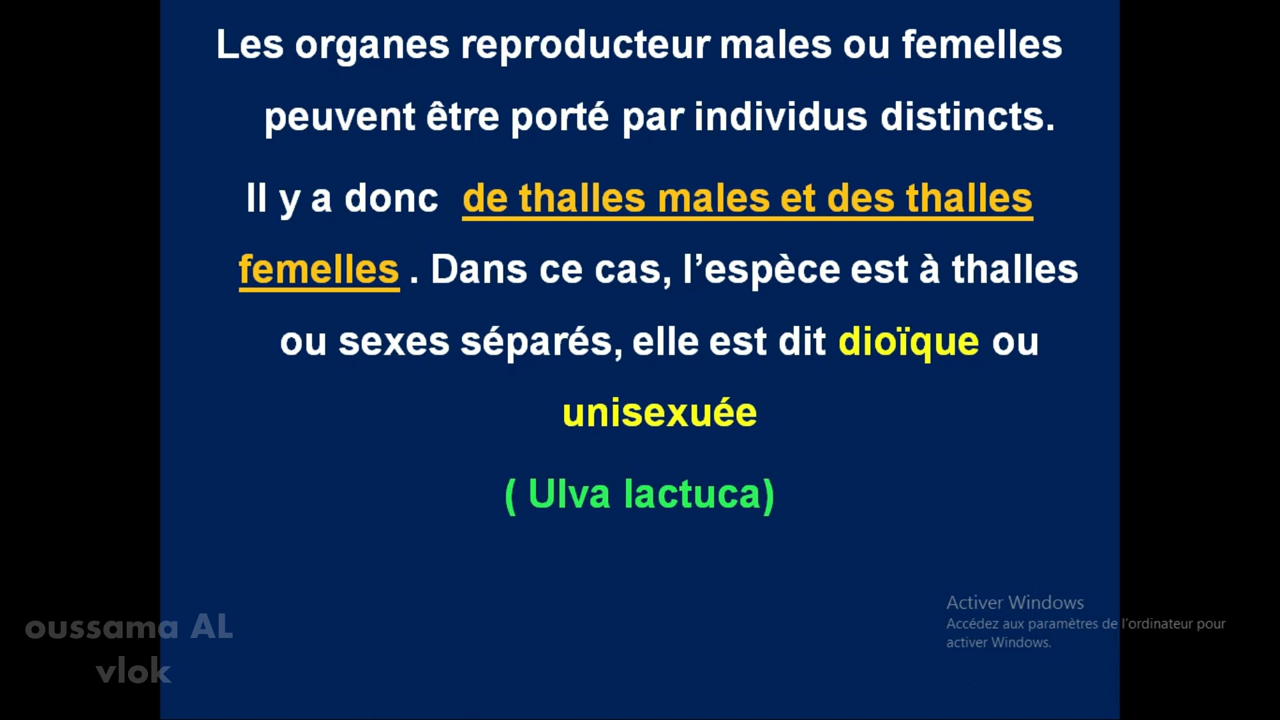 Les organes reproducteur males ou femelles
peuvent être porté par individus distincts.
Il y a donc de thalles males et des thalles
femelles . Dans ce cas, l’espèce est à thalles
ou sexes séparés, elle est dit dioïque ou
unisexuée
( Ulva lactuca)
Activer Windows
Accédez aux paramètres de l'ordinateur pour
activer Windows.
oussama AL
vlok